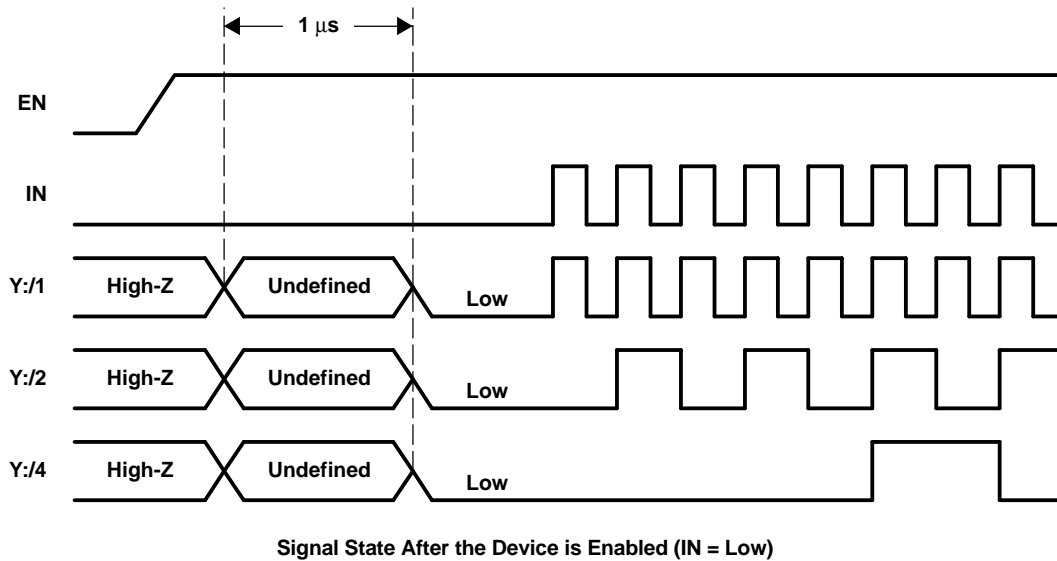 1 μs
EN
IN
Y:/1 High-Z Undefined Low
Y:/2 High-Z Undefined Low
Y:/4 High-Z Undefined Low
Signal State After the Device is Enabled (IN = Low)